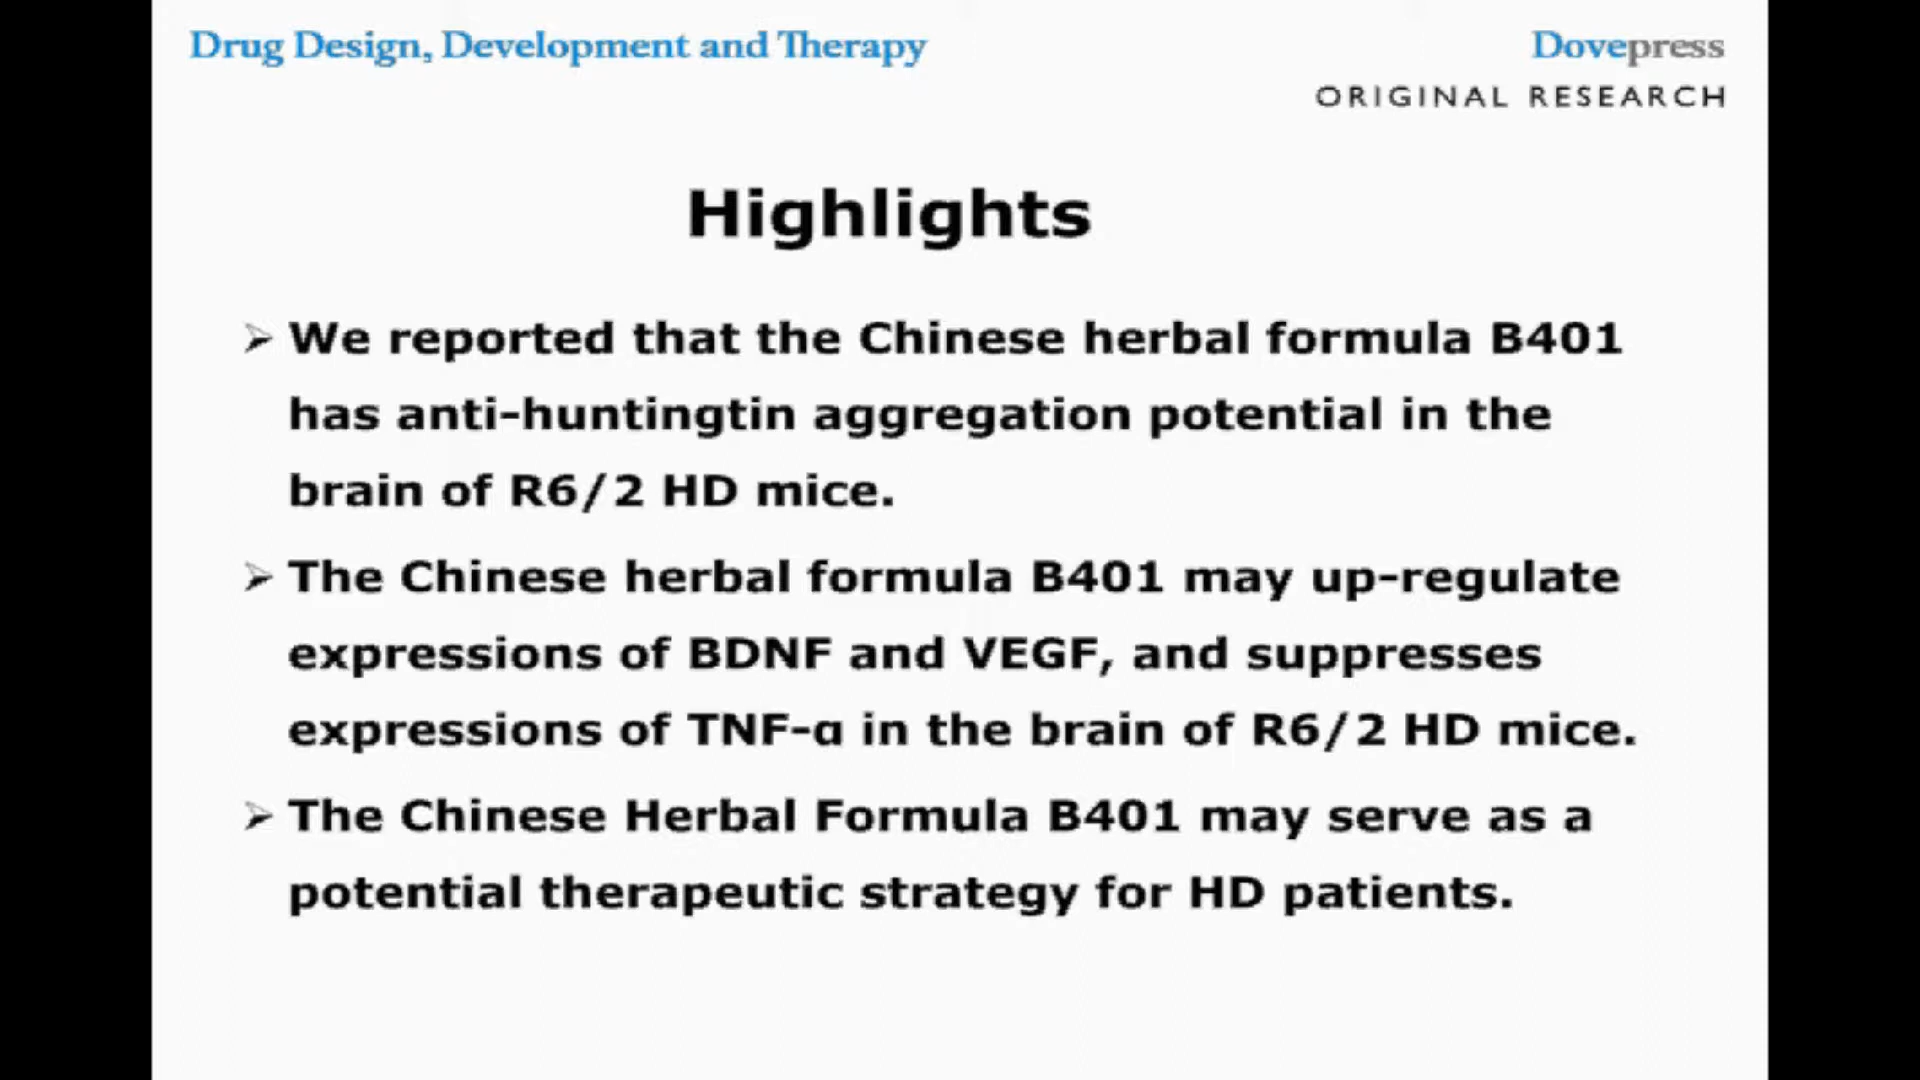 Drug Design, Development and Therapy
Dovepress
ORIGINAL RESEARCH
Highlights
We reported that the Chinese herbal formula B401
has anti-huntingtin aggregation potential in the
brain of R6/2 HD mice.
The Chinese herbal formula B401 may up-regulate
expressions of BDNF and VEGF, and suppresses
expressions of TNF-α in the brain of R6/2 HD mice.
The Chinese Herbal Formula B401 may serve as a
potential therapeutic strategy for HD patients.